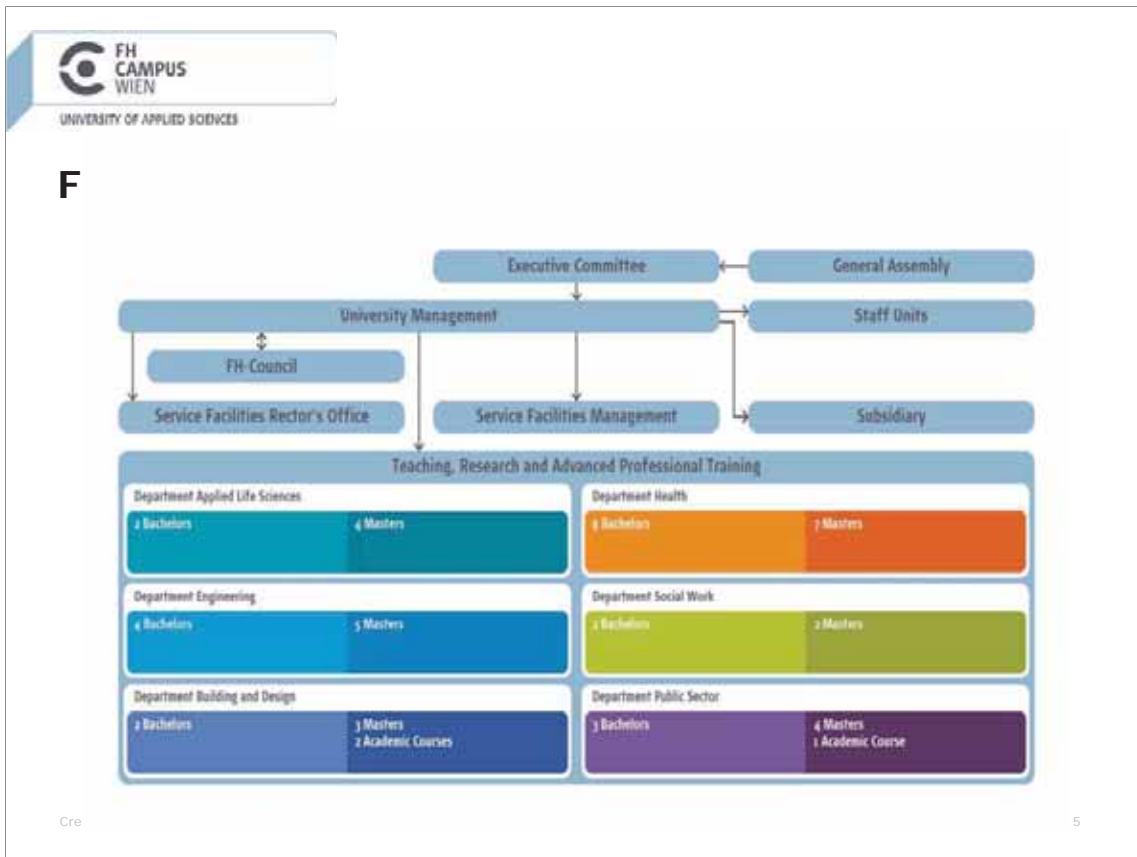 FH
CAMPUS
WIEN
UNIVERSITY OF APPLIED SCIENCES
F
Executive Committee
General Assembly
University Management
Staff Units
FH-Council
Service Facilities Rector's Office
Service Facilities Management
Subsidiary
Teaching, Research and Advanced Professional Training
Department Applied Life Sciences
2 Bachelors
4 Masters
Department Health
Bachelors
7 Masters
Department Engineering
4 Bachelors
5 Masters
Department Social Work
2 Bachelors
2 Masters
Department Building and Design
2 Bachelors
3 Masters
2 Academic Courses
Department Public Sector
3 Bachelors
4 Masters
1 Academic Course
Cre
5